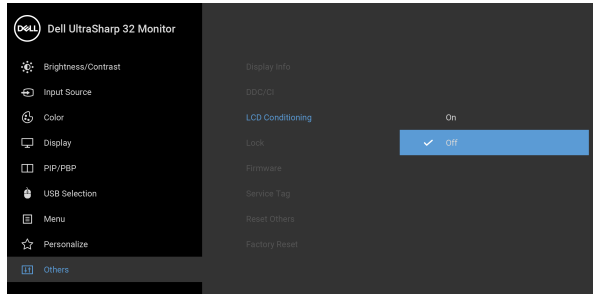 DELL Dell UltraSharp 32 Monitor
Brightness/Contrast
Input Source
Color
Display
PIP/PBP
USB Selection
Menu
Personalize
Others
Display Info
DDC/CI
LCD Conditioning
Lock
Firmware
Service Tag
Reset Others
Factory Reset
On
Off